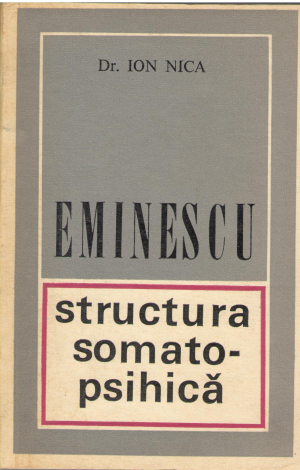 Dr. ION NICA
EMINESCU
structura
somato-
psihică